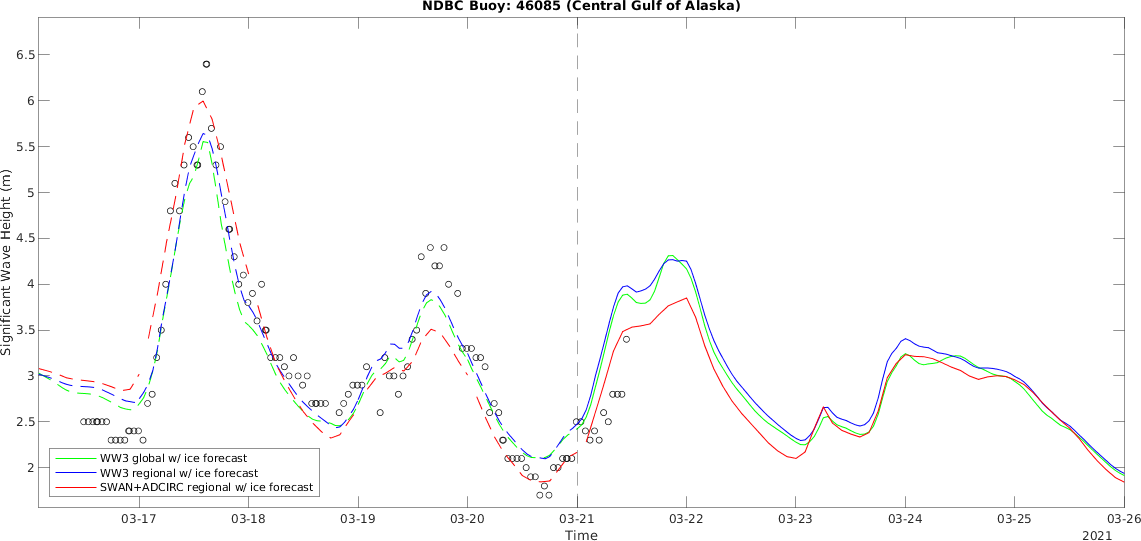 NDBC Buoy: 46085 (Central Gulf of Alaska)
Significant Wave Height (m)
6.5
6
5.5
5
4.5
4
3.5
3
2.5
2
WW3 global w/ ice forecast
WW3 regional w/ ice forecast
SWAN+ADCIRC regional w/ ice forecast
03-17 03-18 03-19 03-20 03-21 03-22 03-23 03-24 03-25 03-26
Time
2021